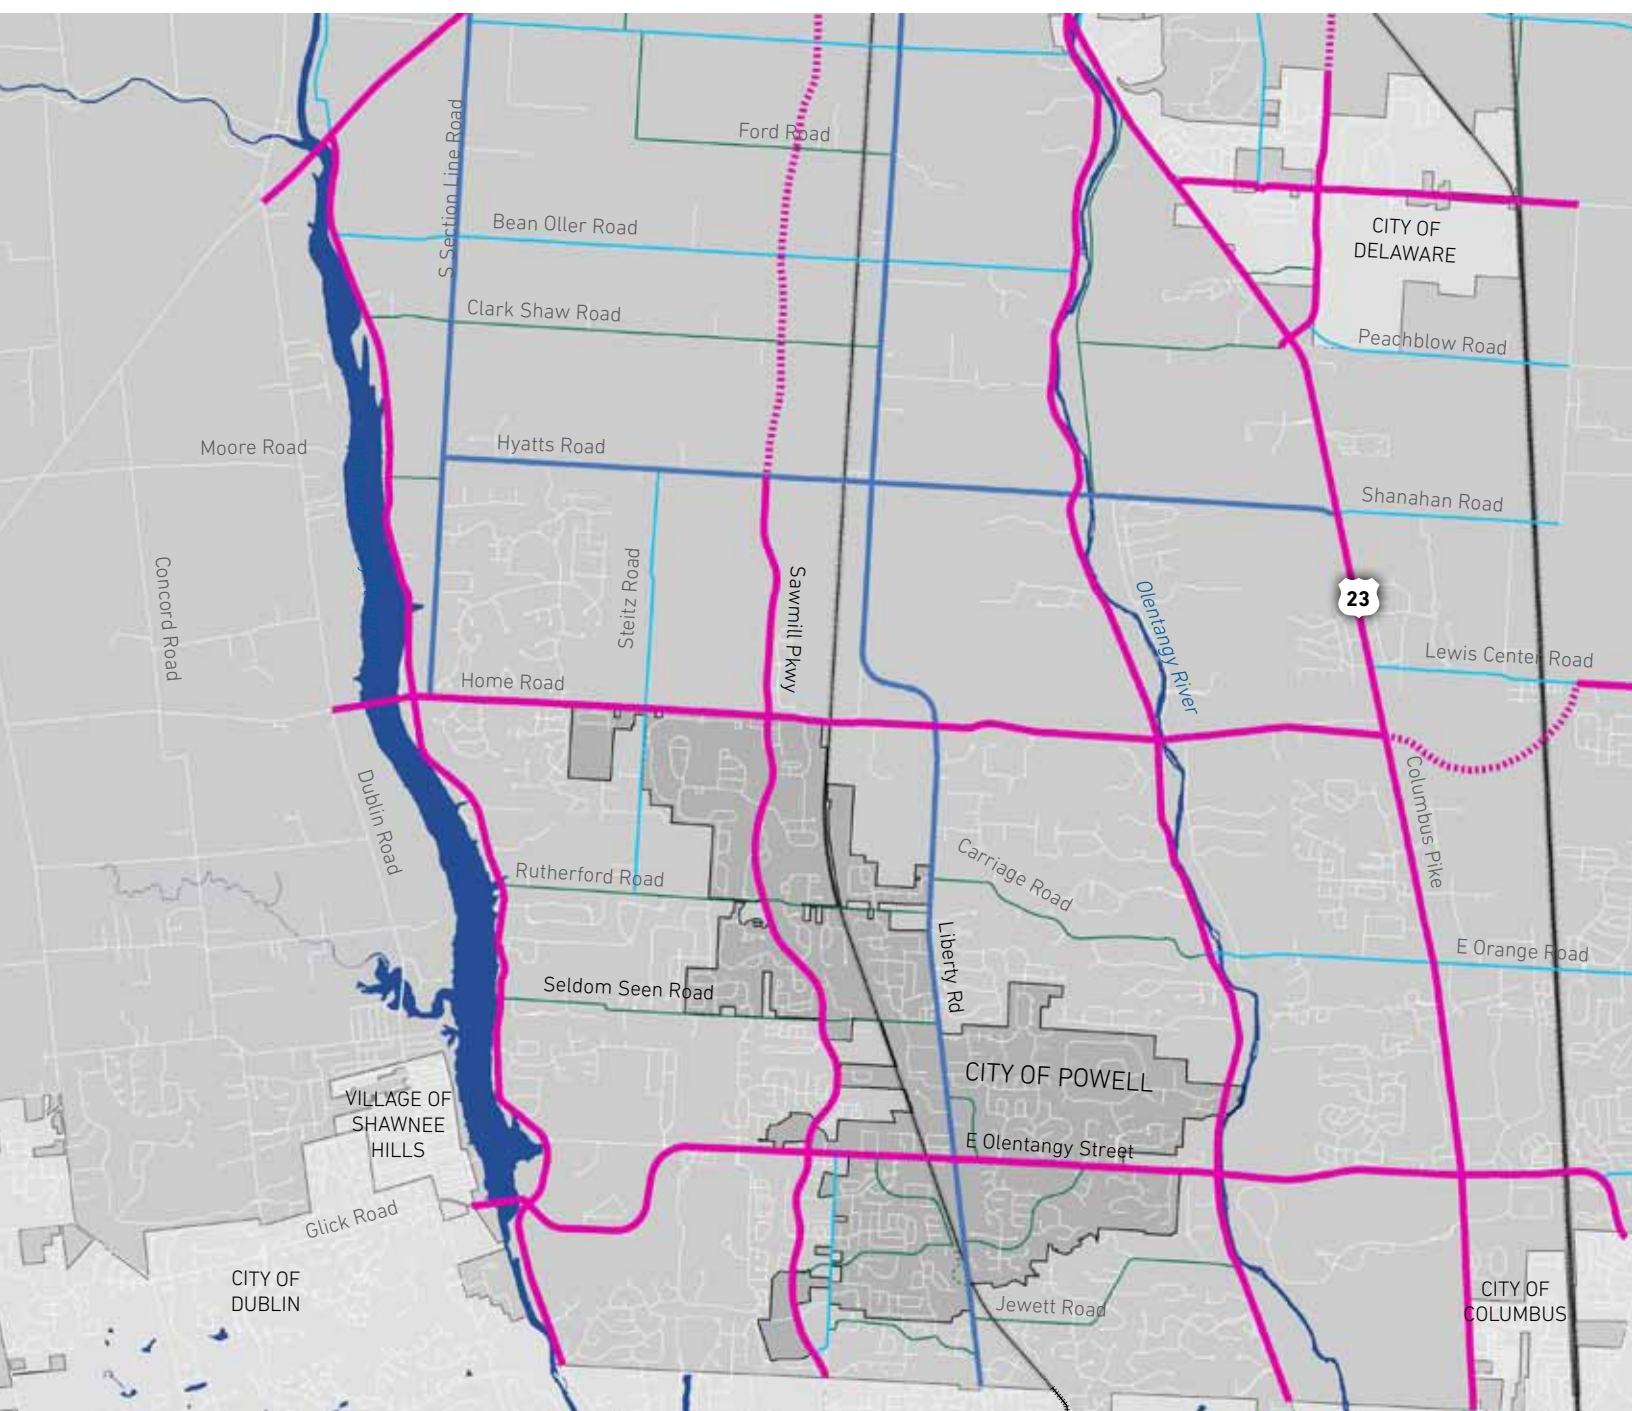 Ford Road
S Section Line Road
Bean Oller Road
CITY OF
DELAWARE
Clark Shaw Road
Peachblow Road
Moore Road
Hyatts Road
Shanahan Road
Concord Road
Steitz Road
Sawmill Pkwy
Olentangy River
23
Lewis Center Road
Home Road
Dublin Road
Columbus Pike
Rutherford Road
Carriage Road
Liberty Rd
E Orange Road
Seldom Seen Road
CITY OF POWELL
VILLAGE OF
SHAWNEE
HILLS
E Olentangy Street
Glick Road
CITY OF
DUBLIN
Jewett Road
CITY OF
COLUMBUS